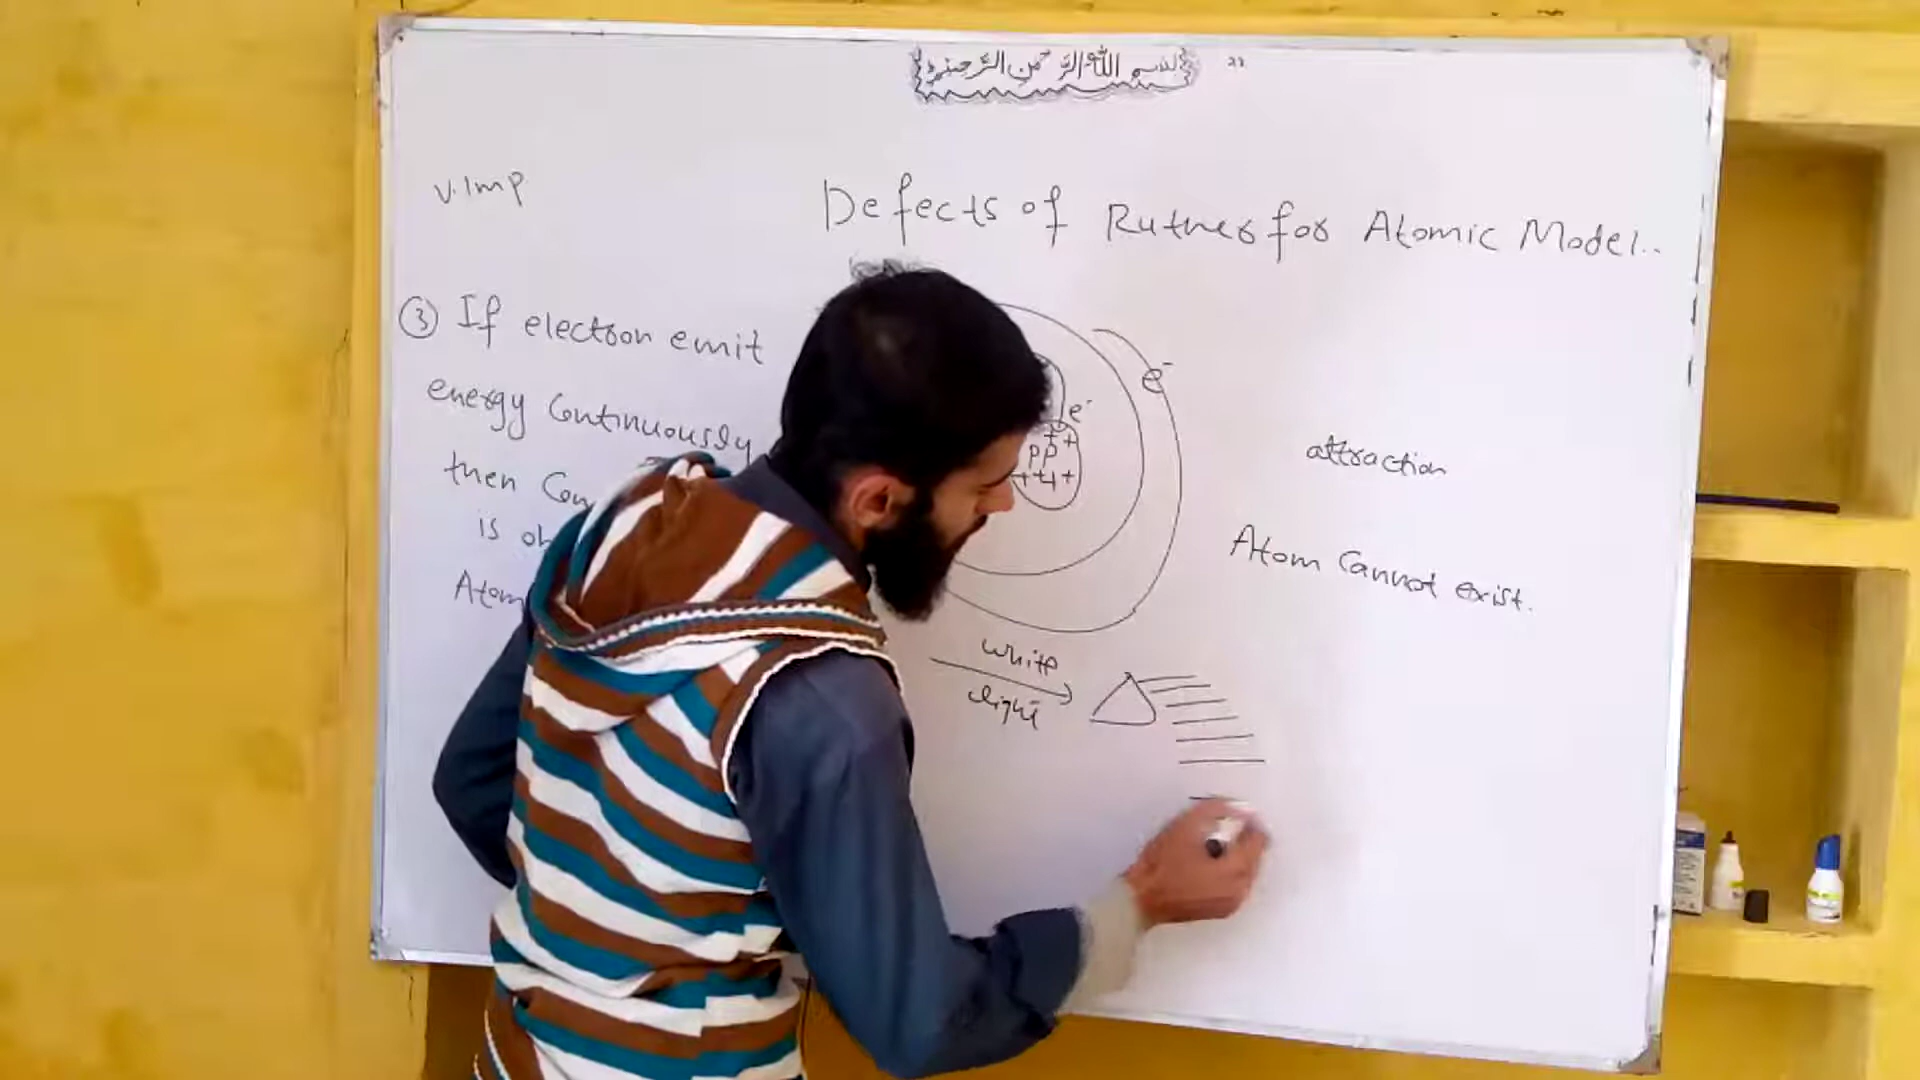 بسم الله الرحمن الرحيم
V.Imp
Defects of Rutherfor Atomic Model..
③ If electron emit
energy Continuously
then Con
is ob
Atom
e⁻
e⁻
+ +
PP
+ + + +
attraction
Atom Cannot exist.
white
light